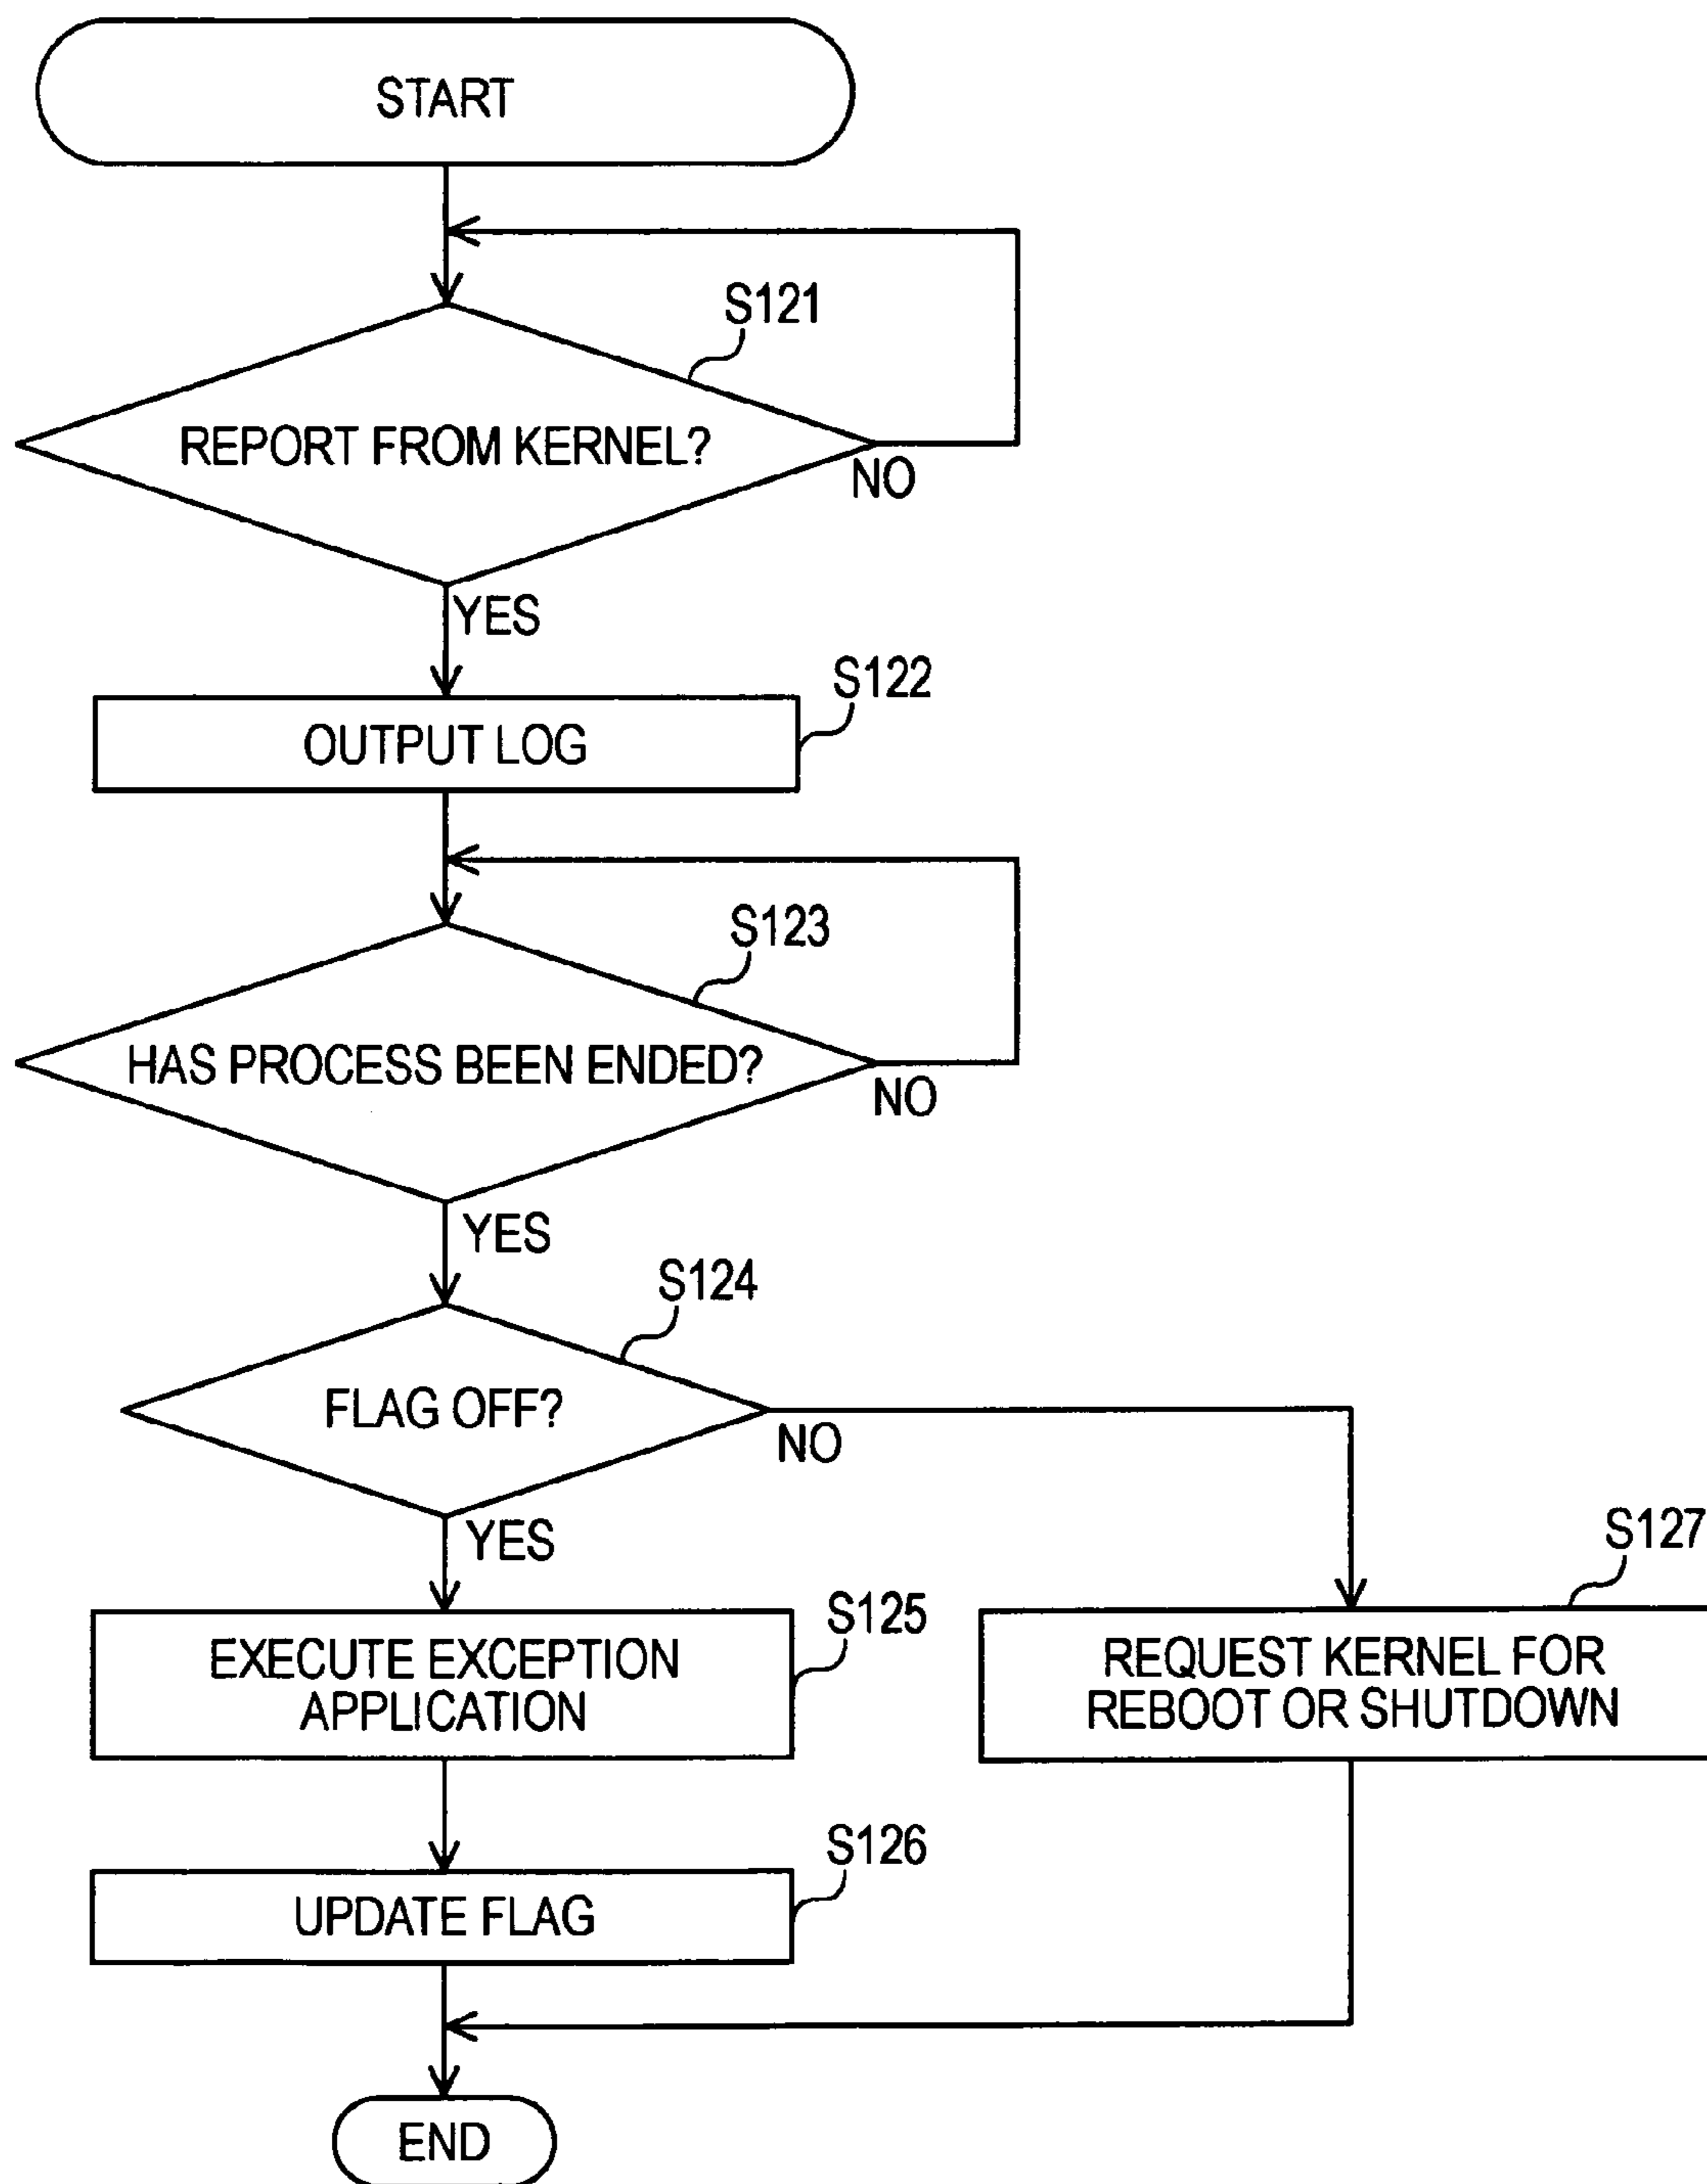 START
S121
REPORT FROM KERNEL?
NO
YES
S122
OUTPUT LOG
S123
HAS PROCESS BEEN ENDED?
NO
YES
S124
FLAG OFF?
NO
YES
S127
S125
EXECUTE EXCEPTION
APPLICATION
REQUEST KERNEL FOR
REBOOT OR SHUTDOWN
S126
UPDATE FLAG
END